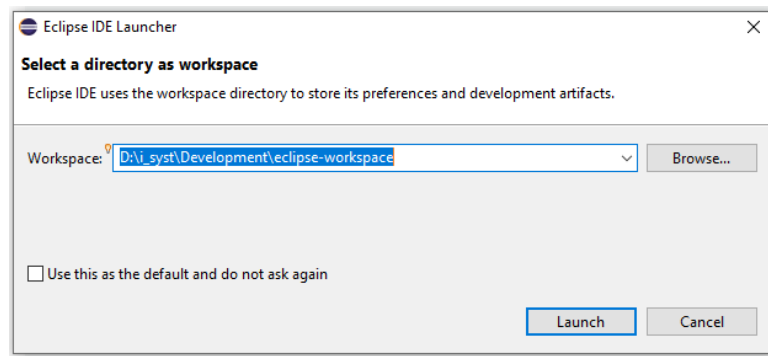 Eclipse IDE Launcher
Select a directory as workspace
Eclipse IDE uses the workspace directory to store its preferences and development artifacts.
Workspace: D:\i_syst\Development\eclipse-workspace Browse...
Use this as the default and do not ask again
Launch Cancel